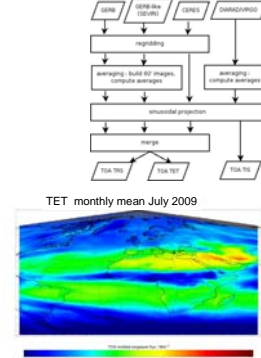 GERB
GERB-like
(SEVIRI)
CERES
DIARAD/VIRGO
regridding
averaging : build 60' images,
compute averages
averaging :
compute averages
sinusoidal projection
merge
TOA TRS
TOA TET
TOA TIS
TET monthly mean July 2009